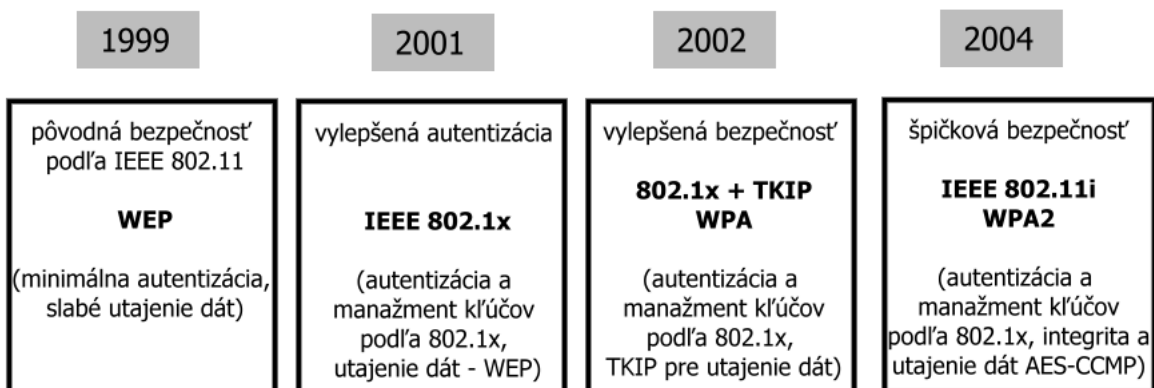 1999
pôvodná bezpečnosť
podľa IEEE 802.11
WEP
(minimálna autentizácia,
slabé utajenie dát)
2001
vylepšená autentizácia
IEEE 802.1x
(autentizácia a
manažment kľúčov
podľa 802.1x,
utajenie dát - WEP)
2002
vylepšená bezpečnosť
802.1x + TKIP
WPA
(autentizácia a
manažment kľúčov
podľa 802.1x,
TKIP pre utajenie dát)
2004
špičková bezpečnosť
IEEE 802.11i
WPA2
(autentizácia a
manažment kľúčov
podľa 802.1x, integrita a
utajenie dát AES-CCMP)